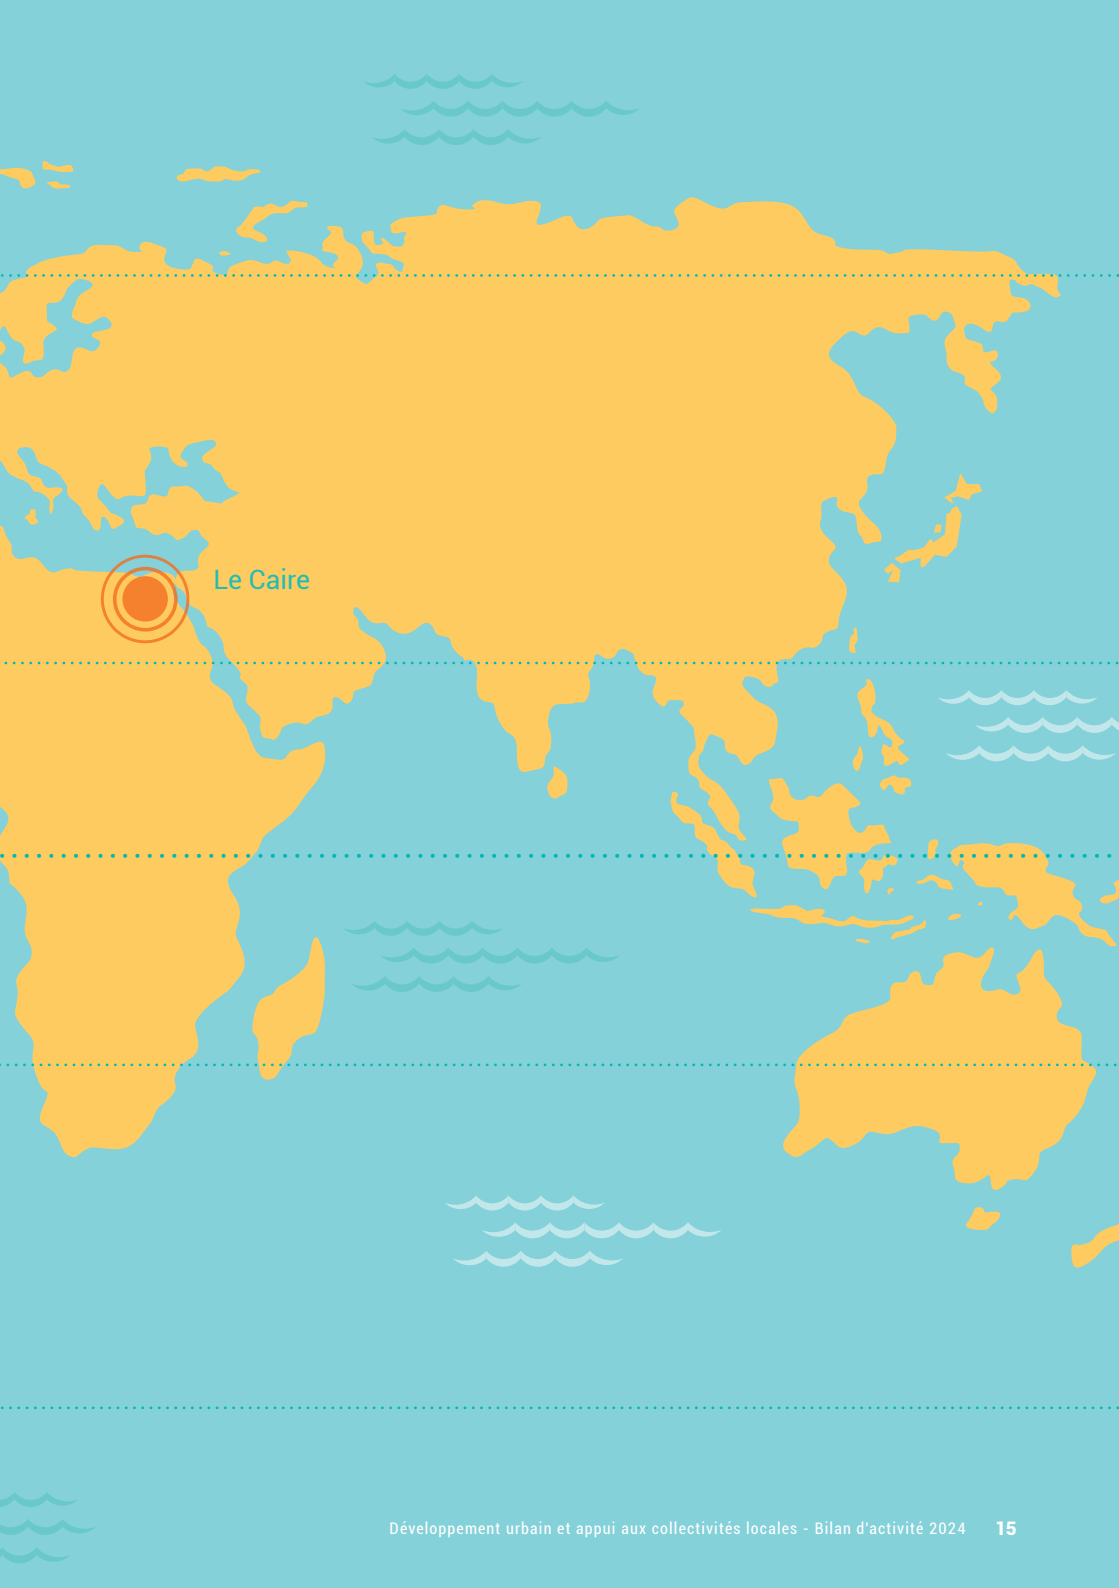 Le Caire
Développement urbain et appui aux collectivités locales - Bilan d'activité 2024 15